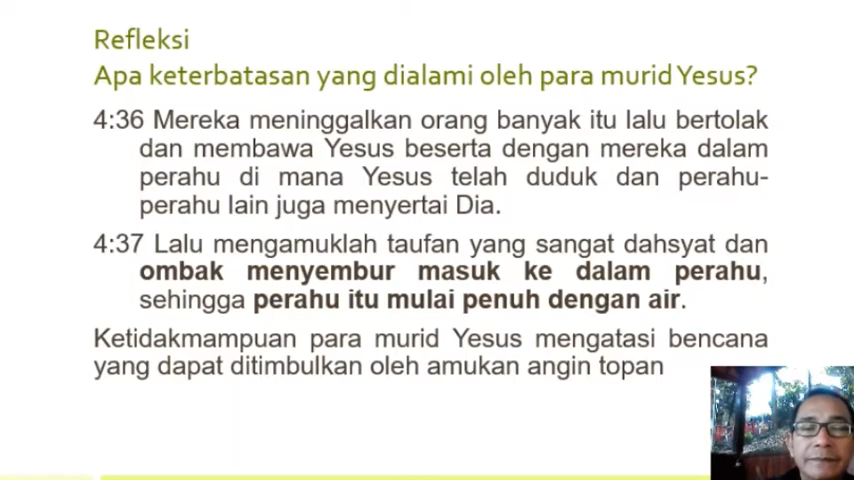 Refleksi
Apa keterbatasan yang dialami oleh para murid Yesus?
4:36 Mereka meninggalkan orang banyak itu lalu bertolak
dan membawa Yesus beserta dengan mereka dalam
perahu di mana Yesus telah duduk dan perahu-
perahu lain juga menyertai Dia.
4:37 Lalu mengamuklah taufan yang sangat dahsyat dan
ombak menyembur masuk ke dalam perahu,
sehingga perahu itu mulai penuh dengan air.
Ketidakmampuan para murid Yesus mengatasi bencana
yang dapat ditimbulkan oleh amukan angin topan